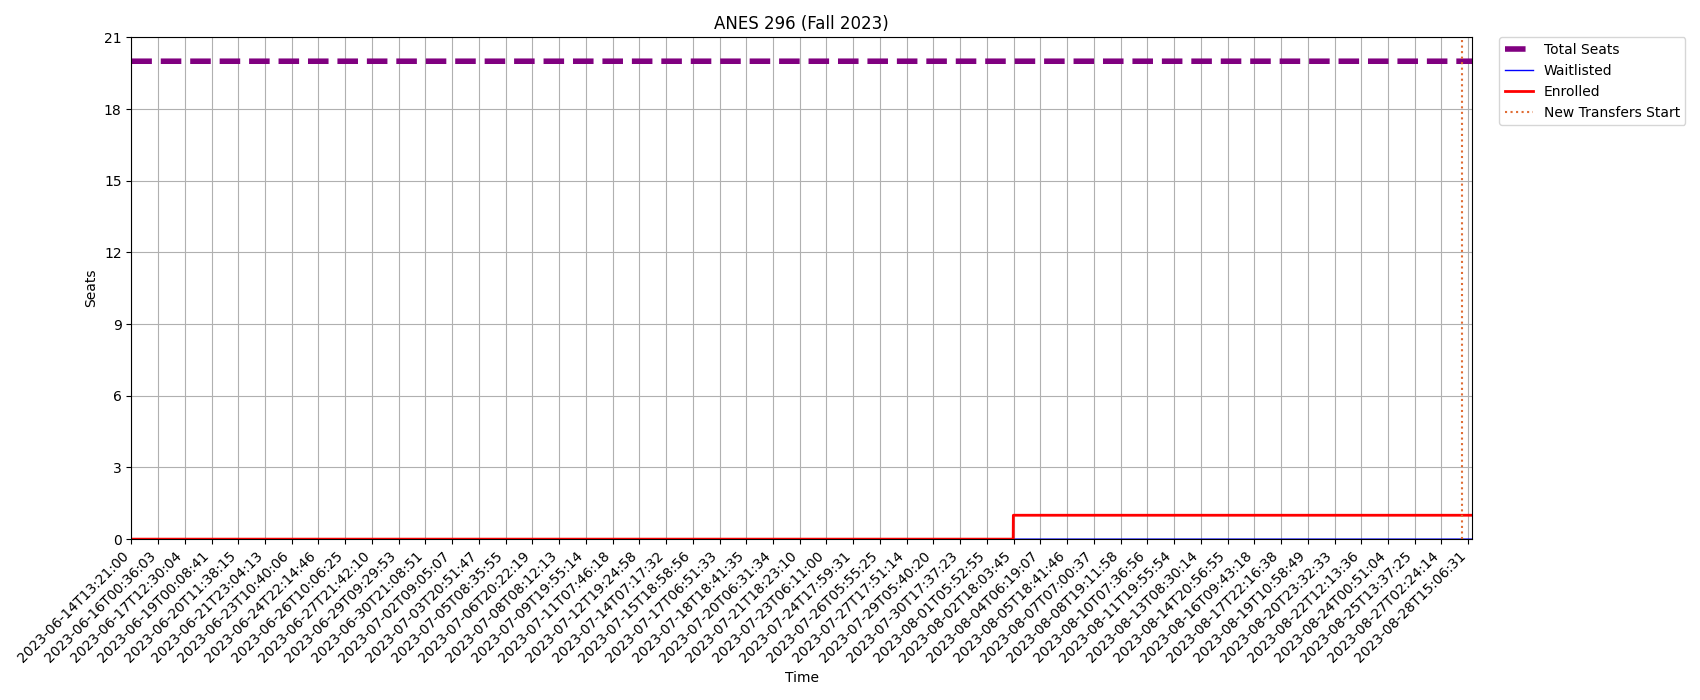 ANES 296 (Fall 2023)
Total Seats
Waitlisted
Enrolled
New Transfers Start
Seats
21
18
15
12
9
6
3
0
2023-06-14T13:21:00
2023-06-16T00:36:03
2023-06-17T12:30:04
2023-06-19T00:08:41
2023-06-20T11:38:15
2023-06-21T23:04:13
2023-06-23T10:40:06
2023-06-24T22:14:46
2023-06-26T10:06:25
2023-06-27T21:42:10
2023-06-29T09:29:53
2023-06-30T21:08:51
2023-07-02T09:05:07
2023-07-03T20:51:47
2023-07-05T08:35:55
2023-07-06T20:22:19
2023-07-08T08:12:13
2023-07-09T19:55:14
2023-07-11T07:46:18
2023-07-12T19:24:58
2023-07-14T07:17:32
2023-07-15T18:58:56
2023-07-17T06:51:33
2023-07-18T18:41:35
2023-07-20T06:31:34
2023-07-21T18:23:10
2023-07-23T06:11:00
2023-07-24T17:59:31
2023-07-26T05:55:25
2023-07-27T17:51:14
2023-07-29T05:40:20
2023-07-30T17:37:23
2023-08-01T05:52:55
2023-08-02T18:03:45
2023-08-04T06:19:07
2023-08-05T18:41:46
2023-08-07T07:00:37
2023-08-08T19:11:58
2023-08-10T07:36:56
2023-08-11T19:55:54
2023-08-13T08:30:14
2023-08-14T20:56:55
2023-08-16T09:43:18
2023-08-17T22:16:38
2023-08-19T10:58:49
2023-08-20T23:32:33
2023-08-22T12:13:36
2023-08-24T00:51:04
2023-08-25T13:37:25
2023-08-27T02:24:14
2023-08-28T15:06:31
Time